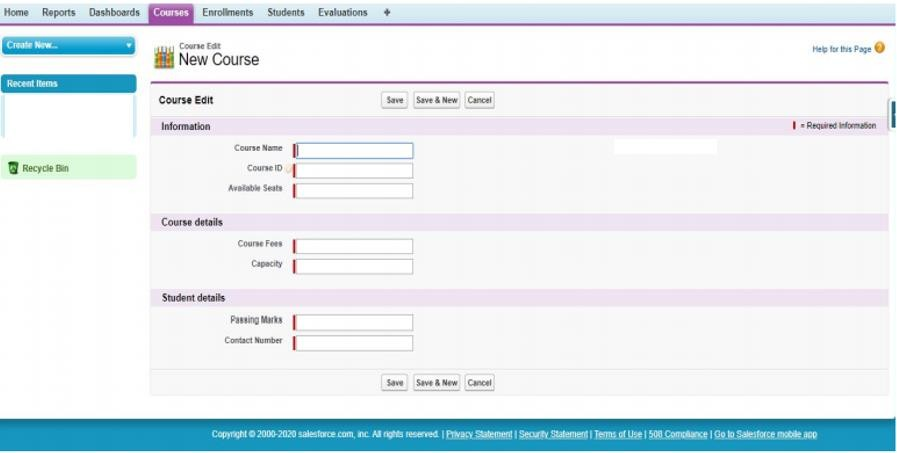 Home Reports Dashboards Courses Enrollments Students Evaluations +
Create New...
Course Edit
New Course
Help for this Page ?
Recent Items
Course Edit Save Save & New Cancel
Information = Required Information
Course Name
Course ID
Available Seats
Recycle Bin
Course details
Course Fees
Capacity
Student details
Passing Marks
Contact Number
Save Save & New Cancel
Copyright © 2000-2020 salesforce.com, inc. All rights reserved. | Privacy Statement | Security Statement | Terms of Use | 508 Compliance | Go to Salesforce mobile app